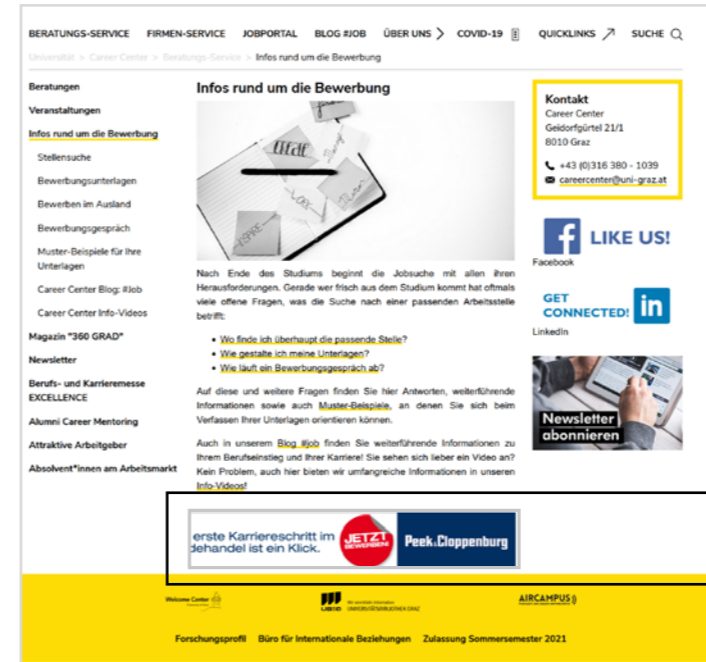 BERATUNGS-SERVICE FIRMEN-SERVICE JOBPORTAL BLOG #JOB ÜBER UNS COVID-19 QUICKLINKS SUCHE
Universität > Career Center > Beratungs-Service > Infos rund um die Bewerbung
Beratungen
Veranstaltungen
Infos rund um die Bewerbung
Stellensuche
Bewerbungsunterlagen
Bewerben im Ausland
Bewerbungsgespräch
Muster-Beispiele für Ihre
Unterlagen
Career Center Blog: #Job
Career Center Info-Videos
Magazin "360 GRAD"
Newsletter
Berufs- und Karrieremesse
EXCELLENCE
Alumni Career Mentoring
Attraktive Arbeitgeber
Absolvent*innen am Arbeitsmarkt
Infos rund um die Bewerbung
CREATE
WORK
Nach Ende des Studiums beginnt die Jobsuche mit allen ihren
Herausforderungen. Gerade wer frisch aus dem Studium kommt hat oftmals
viele offene Fragen, was die Suche nach einer passenden Arbeitsstelle
betrifft:
• Wo finde ich überhaupt die passende Stelle?
• Wie gestalte ich meine Unterlagen?
• Wie läuft ein Bewerbungsgespräch ab?
Auf diese und weitere Fragen finden Sie hier Antworten, weiterführende
Informationen sowie auch Muster-Beispiele, an denen Sie sich beim
Verfassen Ihrer Unterlagen orientieren können.
Auch in unserem Blog #job finden Sie weiterführende Informationen zu
Ihrem Berufseinstieg und Ihrer Karriere! Sie sehen sich lieber ein Video an?
Kein Problem, auch hier bieten wir umfangreiche Informationen in unseren
Info-Videos!
Kontakt
Career Center
Geidorfgürtel 21/1
8010 Graz
+43 (0)316 380 - 1039
careercenter@uni-graz.at
LIKE US!
Facebook
GET
CONNECTED!
LinkedIn
Newsletter
abonnieren
erste Karriereschritt im
dehandel ist ein Klick.
JETZT
BEWERBEN!
Peek&Cloppenburg
Welcome Center
UNIVERSITÄTSBIBLIOTHEK GRAZ
AIRCAMPUS
Forschungsprofil Büro für Internationale Beziehungen Zulassung Sommersemester 2021